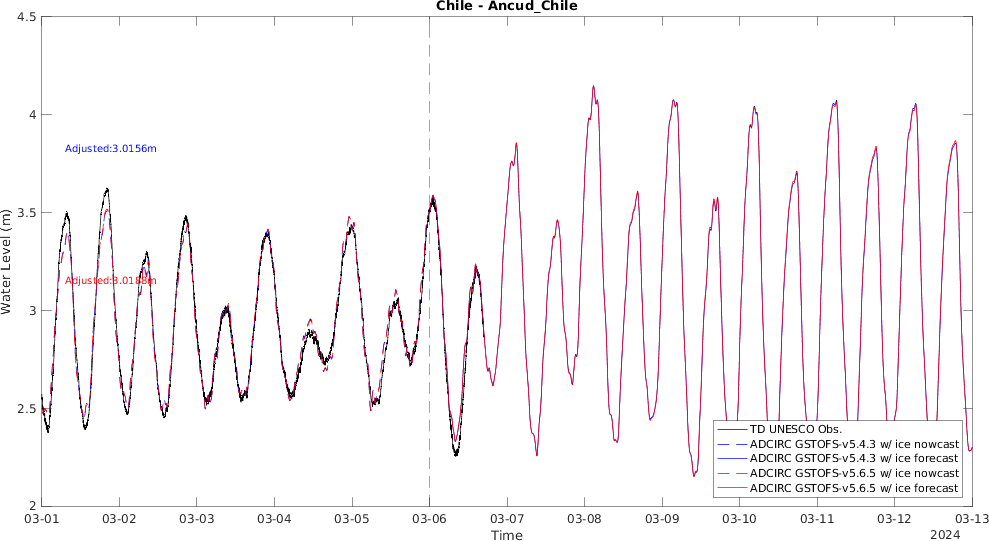 Chile - Ancud_Chile
4.5
4
3.5
3
2.5
2
Water Level (m)
Adjusted:3.0156m
Adjusted:3.0188m
TD UNESCO Obs.
ADCIRC GSTOFS-v5.4.3 w/ ice nowcast
ADCIRC GSTOFS-v5.4.3 w/ ice forecast
ADCIRC GSTOFS-v5.6.5 w/ ice nowcast
ADCIRC GSTOFS-v5.6.5 w/ ice forecast
03-01 03-02 03-03 03-04 03-05 03-06 03-07 03-08 03-09 03-10 03-11 03-12 03-13
Time
2024